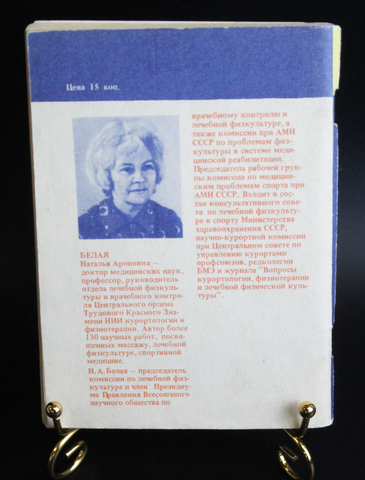 Цена 15 коп.
БЕЛАЯ
Наталья Ароновна —
доктор медицинских наук,
профессор, руководитель
отдела лечебной физкуль-
туры и врачебного контро-
ля Центрального ордена
Трудового Красного Зна-
мени НИИ курортологии и
физиотерапии. Автор более
130 научных работ, посвя-
щенных массажу, лечебной
физкультуре, спортивной
медицине.
Н. А. Белая — председатель
комиссии по лечебной физ-
культуре и член Президиу-
ма Правления Всесоюзного
научного общества по
врачебному контролю и
лечебной физкультуре, а
также комиссии при АМН
СССР по проблемам физ-
культуры в системе меди-
цинской реабилитации.
Председатель рабочей груп-
пы комиссии по медицин-
ским проблемам спорта при
АМН СССР. Входит в сос-
тав консультативного сове-
та по лечебной физкульту-
ре и спорту Министерства
здравоохранения СССР,
научно-курортной комиссии
при Центральном совете по
управлению курортами
профсоюзов, редколегии
БМЭ и журнала "Вопросы
курортологии, физиотерапии
и лечебной физической куль-
туры".